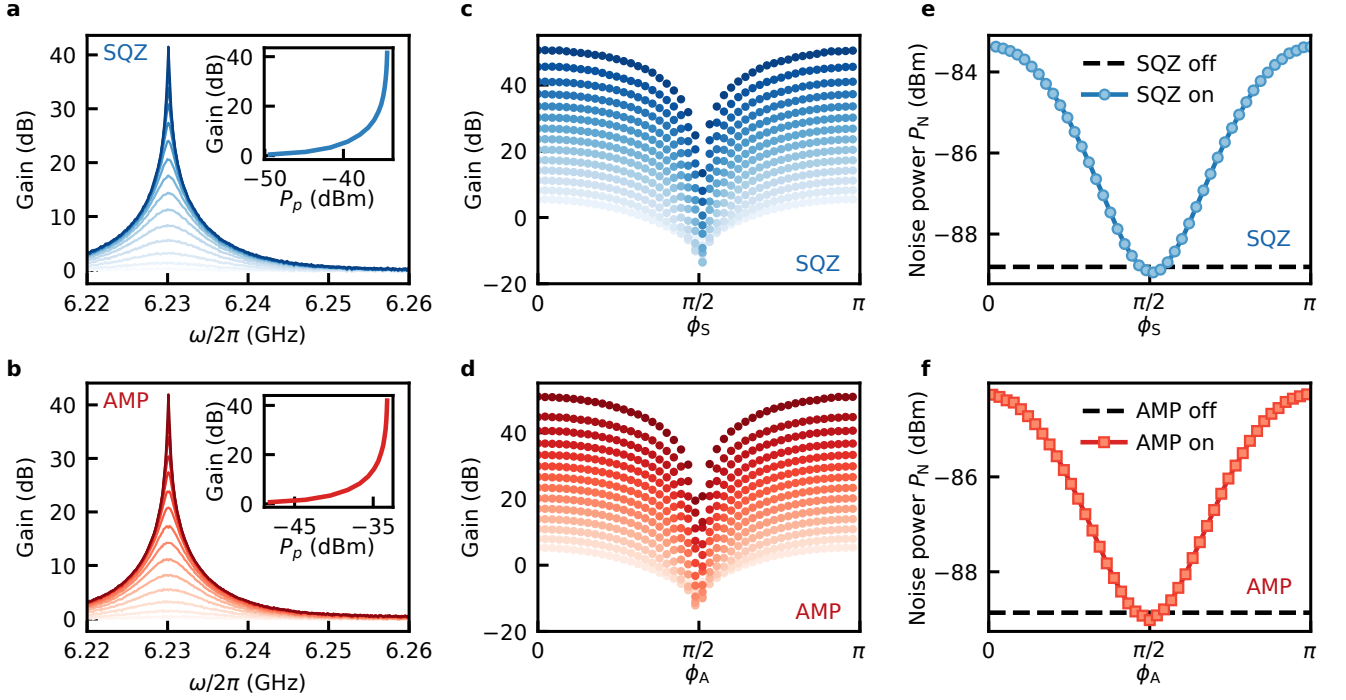 a
SQZ
Gain (dB)
40
30
20
10
0
6.22
6.23
6.24
6.25
6.26
ω/2π (GHz)
Gain (dB)
40
20
0
−50
−40
P_p (dBm)
c
Gain (dB)
40
20
0
−20
0
π/2
π
ϕ_S
SQZ
e
Noise power P_N (dBm)
−84
−86
−88
SQZ off
SQZ on
SQZ
0
π/2
π
ϕ_S
b
AMP
Gain (dB)
40
30
20
10
0
6.22
6.23
6.24
6.25
6.26
ω/2π (GHz)
Gain (dB)
40
20
0
−45
−35
P_p (dBm)
d
Gain (dB)
40
20
0
−20
0
π/2
π
ϕ_A
AMP
f
Noise power P_N (dBm)
−86
−88
AMP off
AMP on
AMP
0
π/2
π
ϕ_A